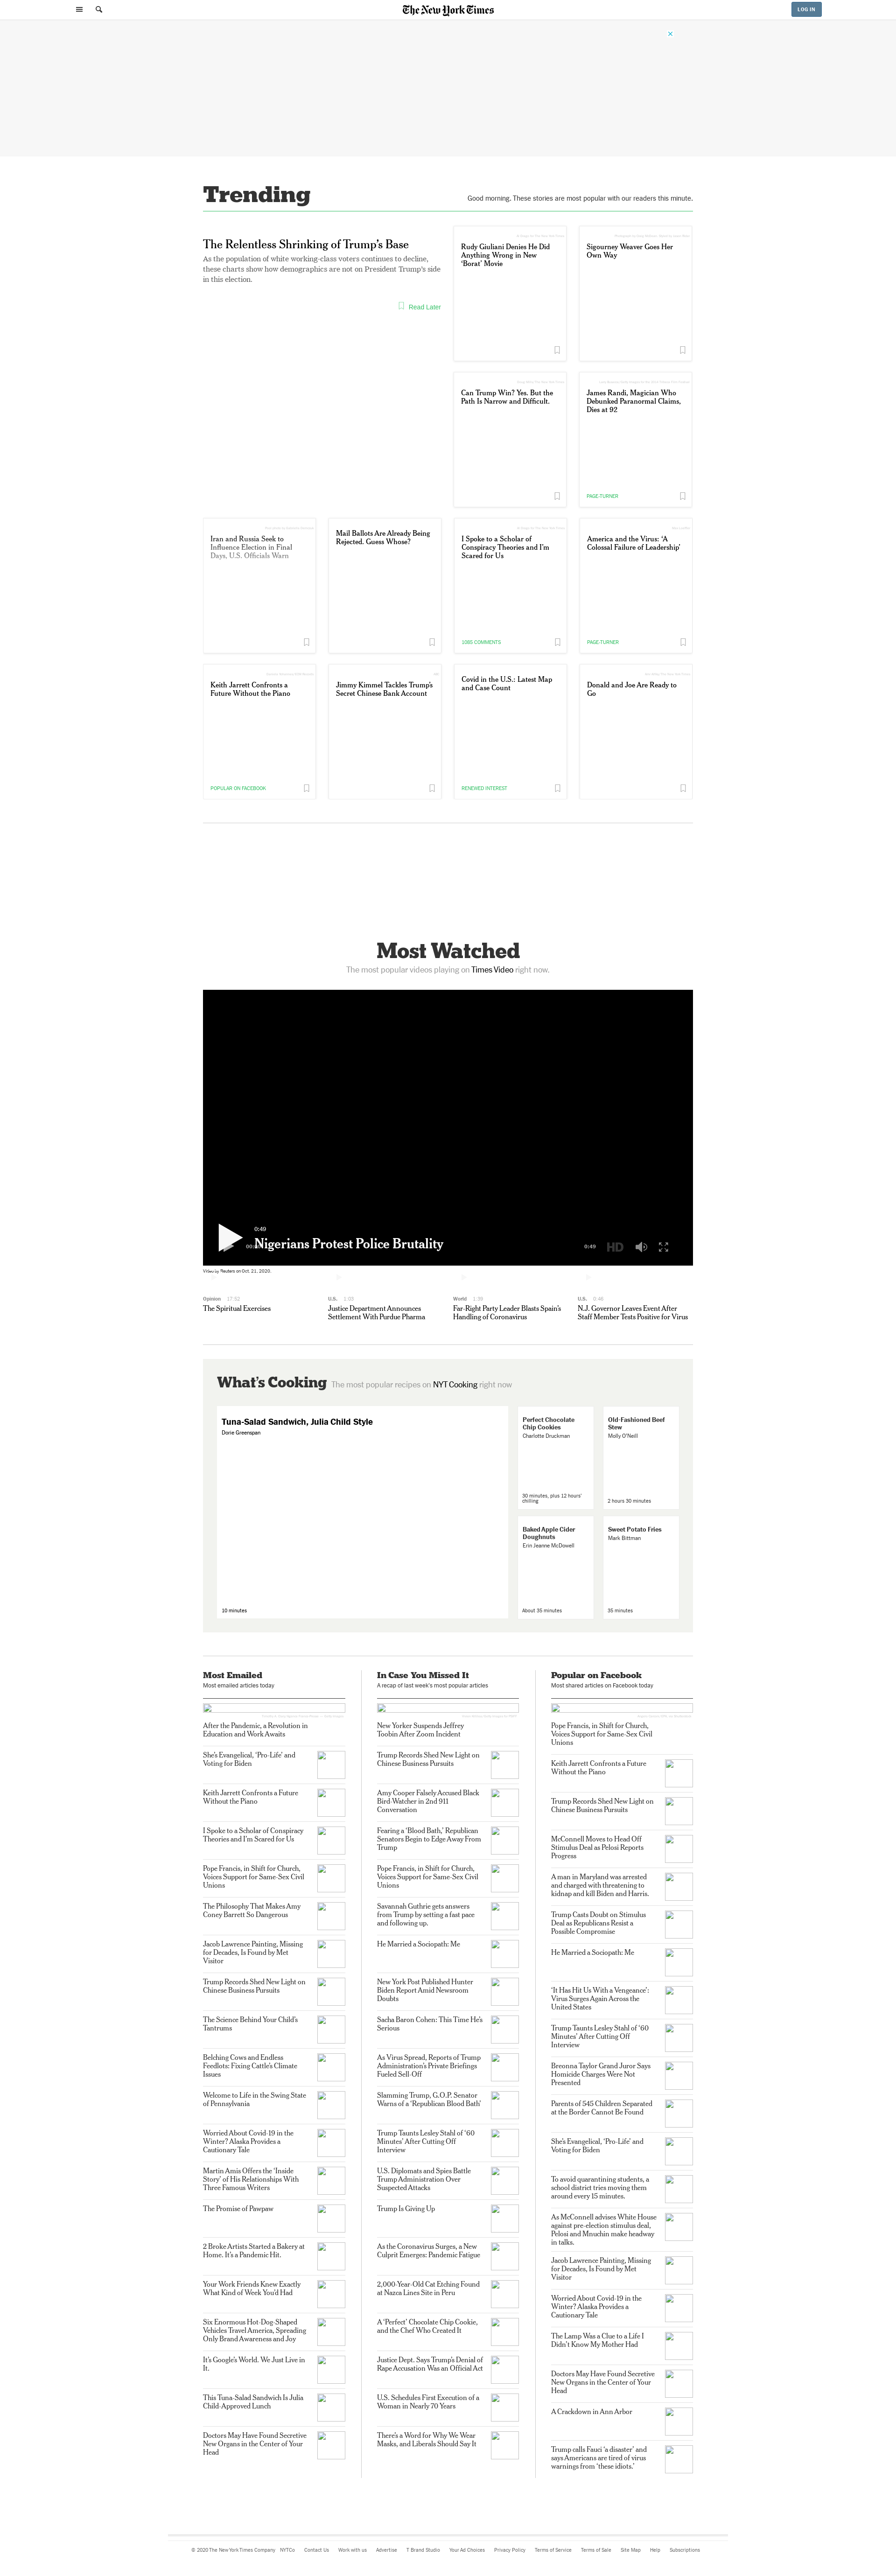 The New York Times
LOG IN
Trending
Good morning. These stories are most popular with our readers this minute.
The Relentless Shrinking of Trump's Base
As the population of white working-class voters continues to decline,
these charts show how demographics are not on President Trump's side
in this election.
Read Later
Rudy Giuliani Denies He Did
Anything Wrong in New
'Borat' Movie
Sigourney Weaver Goes Her
Own Way
Can Trump Win? Yes. But the
Path Is Narrow and Difficult.
James Randi, Magician Who
Debunked Paranormal Claims,
Dies at 92
PAGE-TURNER
Iran and Russia Seek to
Influence Election in Final
Days, U.S. Officials Warn
Mail Ballots Are Already Being
Rejected. Guess Whose?
I Spoke to a Scholar of
Conspiracy Theories and I'm
Scared for Us
1085 COMMENTS
America and the Virus: 'A
Colossal Failure of Leadership'
PAGE-TURNER
Keith Jarrett Confronts a
Future Without the Piano
POPULAR ON FACEBOOK
Jimmy Kimmel Tackles Trump's
Secret Chinese Bank Account
Covid in the U.S.: Latest Map
and Case Count
RENEWED INTEREST
Donald and Joe Are Ready to
Go
Most Watched
The most popular videos playing on Times Video right now.
0:49
Nigerians Protest Police Brutality
0:49
HD
Video by Reuters on Oct. 21, 2020.
Opinion 17:52
The Spiritual Exercises
U.S. 1:03
Justice Department Announces
Settlement With Purdue Pharma
World 1:36
Far-Right Party Leader Blasts Spain's
Handling of Coronavirus
U.S. 0:46
N.J. Governor Leaves Event After
Staff Member Tests Positive for Virus
What's Cooking The most popular recipes on NYT Cooking right now
Tuna-Salad Sandwich, Julia Child Style
Dorie Greenspan
10 minutes
Perfect Chocolate
Chip Cookies
Charlotte Druckman
30 minutes, plus 12 hours'
chilling
Old-Fashioned Beef
Stew
Molly O'Neill
2 hours 30 minutes
Baked Apple Cider
Doughnuts
Erin Jeanne McDowell
About 35 minutes
Sweet Potato Fries
Mark Bittman
35 minutes
Most Emailed
Most emailed articles today
After the Pandemic, a Revolution in
Education and Work Awaits
She's Evangelical, 'Pro-Life' and
Voting for Biden
Keith Jarrett Confronts a Future
Without the Piano
I Spoke to a Scholar of Conspiracy
Theories and I'm Scared for Us
Pope Francis, in Shift for Church,
Voices Support for Same-Sex Civil
Unions
The Philosophy That Makes Amy
Coney Barrett So Dangerous
Jacob Lawrence Painting, Missing
for Decades, Is Found by Met
Visitor
Trump Records Shed New Light on
Chinese Business Pursuits
The Science Behind Your Child's
Tantrums
Belching Cows and Endless
Feedlots: Fixing Cattle's Climate
Issues
Welcome to Life in the Swing State
of Pennsylvania
Worried About Covid-19 in the
Winter? Alaska Provides a
Cautionary Tale
Martin Amis Offers the 'Inside
Story' of His Relationships With
Three Famous Writers
The Promise of Pawpaw
2 Broke Artists Started a Bakery at
Home. It's a Pandemic Hit.
Your Work Friends Knew Exactly
What Kind of Week You'd Had
Six Enormous Hot-Dog-Shaped
Vehicles Travel America, Spreading
Only Brand Awareness and Joy
It's Google's World. We Just Live in
It.
This Tuna-Salad Sandwich Is Julia
Child-Approved Lunch
Doctors May Have Found Secretive
New Organs in the Center of Your
Head
In Case You Missed It
A recap of last week's most popular articles
New Yorker Suspends Jeffrey
Toobin After Zoom Incident
Trump Records Shed New Light on
Chinese Business Pursuits
Amy Cooper Falsely Accused Black
Bird-Watcher in 2nd 911
Conversation
Fearing a 'Blood Bath,' Republican
Senators Begin to Edge Away From
Trump
Pope Francis, in Shift for Church,
Voices Support for Same-Sex Civil
Unions
Savannah Guthrie gets answers
from Trump by setting a fast pace
and following up.
He Married a Sociopath: Me
New York Post Published Hunter
Biden Report Amid Newsroom
Doubts
Sacha Baron Cohen: This Time He's
Serious
As Virus Spread, Reports of Trump
Administration's Private Briefings
Fueled Sell-Off
Slamming Trump, G.O.P. Senator
Warns of a 'Republican Blood Bath'
Trump Taunts Lesley Stahl of '60
Minutes' After Cutting Off
Interview
U.S. Diplomats and Spies Battle
Trump Administration Over
Suspected Attacks
Trump Is Giving Up
As the Coronavirus Surges, a New
Culprit Emerges: Pandemic Fatigue
2,000-Year-Old Cat Etching Found
at Nazca Lines Site in Peru
A 'Perfect' Chocolate Chip Cookie,
and the Chef Who Created It
Justice Dept. Says Trump's Denial of
Rape Accusation Was an Official Act
U.S. Schedules First Execution of a
Woman in Nearly 70 Years
There's a Word for Why We Wear
Masks, and Liberals Should Say It
Popular on Facebook
Most shared articles on Facebook today
Pope Francis, in Shift for Church,
Voices Support for Same-Sex Civil
Unions
Keith Jarrett Confronts a Future
Without the Piano
Trump Records Shed New Light on
Chinese Business Pursuits
McConnell Moves to Head Off
Stimulus Deal as Pelosi Reports
Progress
A man in Maryland was arrested
and charged with threatening to
kidnap and kill Biden and Harris.
Trump Casts Doubt on Stimulus
Deal as Republicans Resist a
Possible Compromise
He Married a Sociopath: Me
'It Has Hit Us With a Vengeance':
Virus Surges Again Across the
United States
Trump Taunts Lesley Stahl of '60
Minutes' After Cutting Off
Interview
Breonna Taylor Grand Juror Says
Homicide Charges Were Not
Presented
Parents of 545 Children Separated
at the Border Cannot Be Found
She's Evangelical, 'Pro-Life' and
Voting for Biden
To avoid quarantining students, a
school district tries moving them
around every 15 minutes.
As McConnell advises White House
against pre-election stimulus deal,
Pelosi and Mnuchin make headway
in talks.
Jacob Lawrence Painting, Missing
for Decades, Is Found by Met
Visitor
Worried About Covid-19 in the
Winter? Alaska Provides a
Cautionary Tale
The Lamp Was a Clue to a Life I
Didn't Know My Mother Had
Doctors May Have Found Secretive
New Organs in the Center of Your
Head
A Crackdown in Ann Arbor
Trump calls Fauci 'a disaster' and
says Americans are tired of virus
warnings from 'these idiots.'
© 2020 The New York Times Company NYTCo Contact Us Work with us Advertise T Brand Studio Your Ad Choices Privacy Policy Terms of Service Terms of Sale Site Map Help Subscriptions